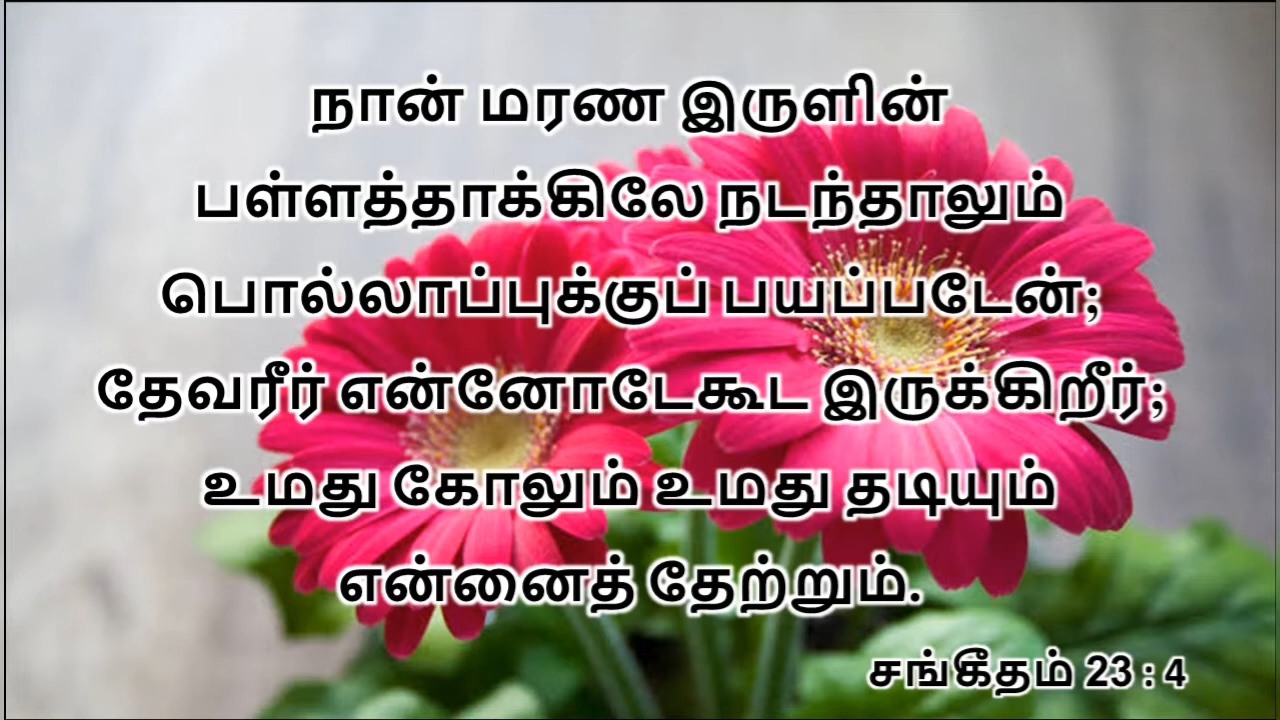 நான் மரண இருளின்
பள்ளத்தாக்கிலே நடந்தாலும்
பொல்லாப்புக்குப் பயப்படேன்;
தேவரீர் என்னோடேகூட இருக்கிறீர்;
உமது கோலும் உமது தடியும்
என்னைத் தேற்றும்.
சங்கீதம் 23 : 4